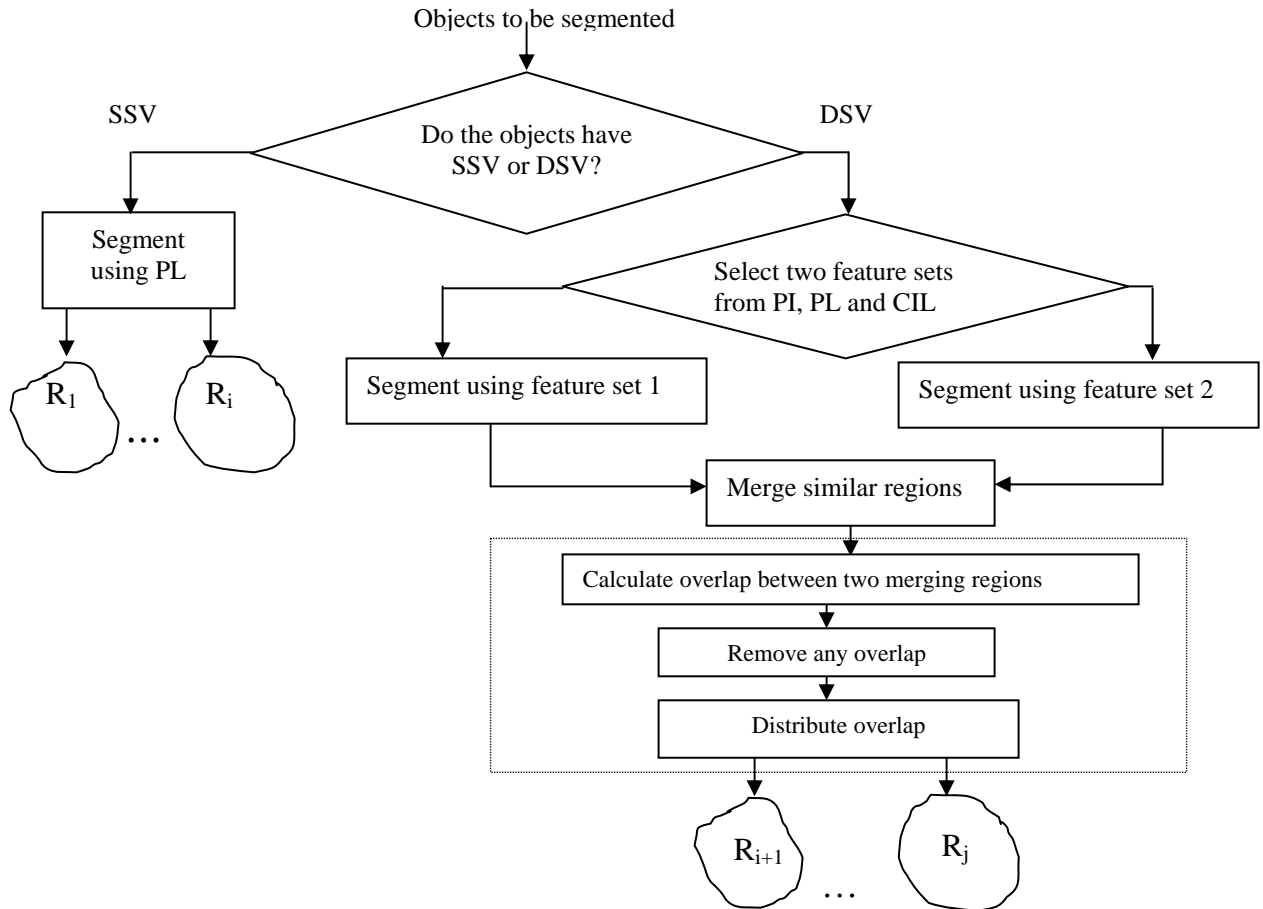 Objects to be segmented
SSV
DSV
Do the objects have
SSV or DSV?
Segment
using PL
Select two feature sets
from PI, PL and CIL
R1
Ri
…
Segment using feature set 1
Segment using feature set 2
Merge similar regions
Calculate overlap between two merging regions
Remove any overlap
Distribute overlap
Ri+1
Rj
…